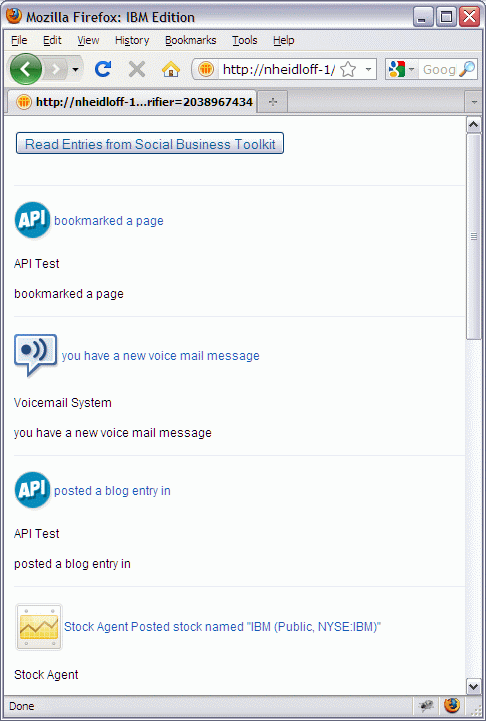 Mozilla Firefox: IBM Edition
File Edit View History Bookmarks Tools Help
http://nheidloff-1/ Goog
http://nheidloff-1...rifier=2038967434
Read Entries from Social Business Toolkit
API bookmarked a page
API Test
bookmarked a page
you have a new voice mail message
Voicemail System
you have a new voice mail message
API posted a blog entry in
API Test
posted a blog entry in
Stock Agent Posted stock named "IBM (Public, NYSE:IBM)"
Stock Agent
Done